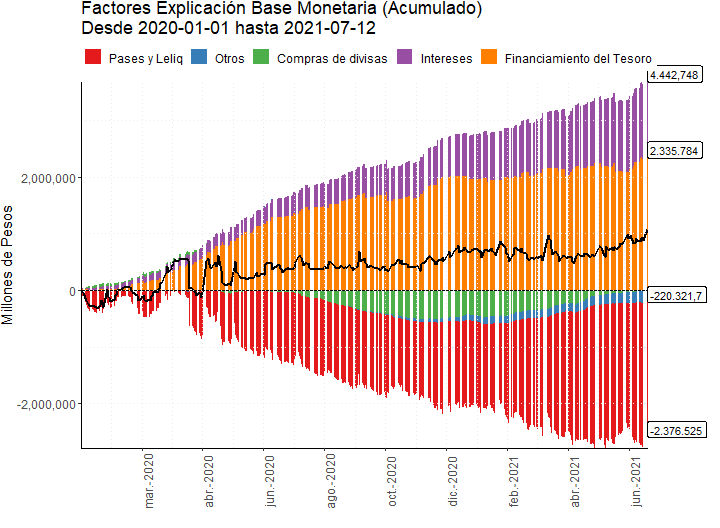 Factores Explicación Base Monetaria (Acumulado)
Desde 2020-01-01 hasta 2021-07-12
Pases y Leliq Otros Compras de divisas Intereses Financiamiento del Tesoro
4.442,748
2.335.784
2,000,000
0
-220.321,7
-2,000,000
-2.376.525
Millones de Pesos
mar.-2020 abr.-2020 jun.-2020 ago.-2020 oct.-2020 dic.-2020 feb.-2021 abr.-2021 jun.-2021